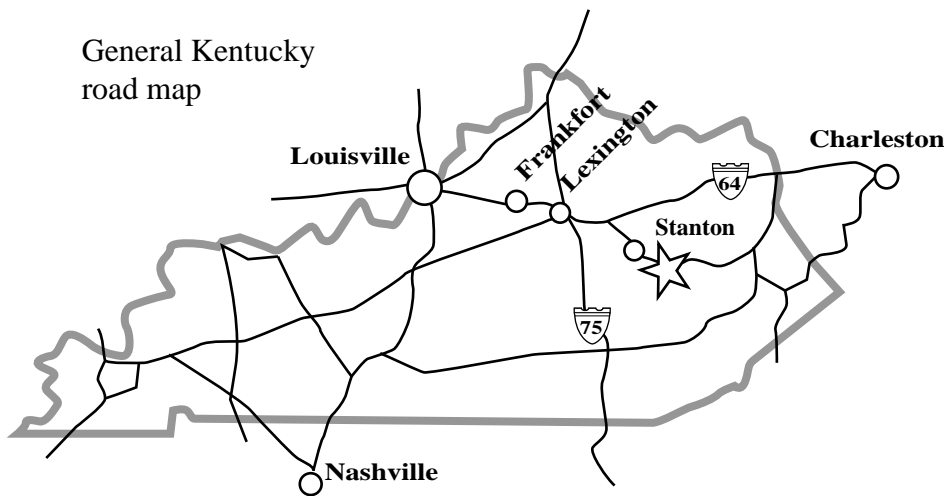 General Kentucky
road map
Frankfort
Lexington
Louisville
Charleston
64
Stanton
75
Nashville